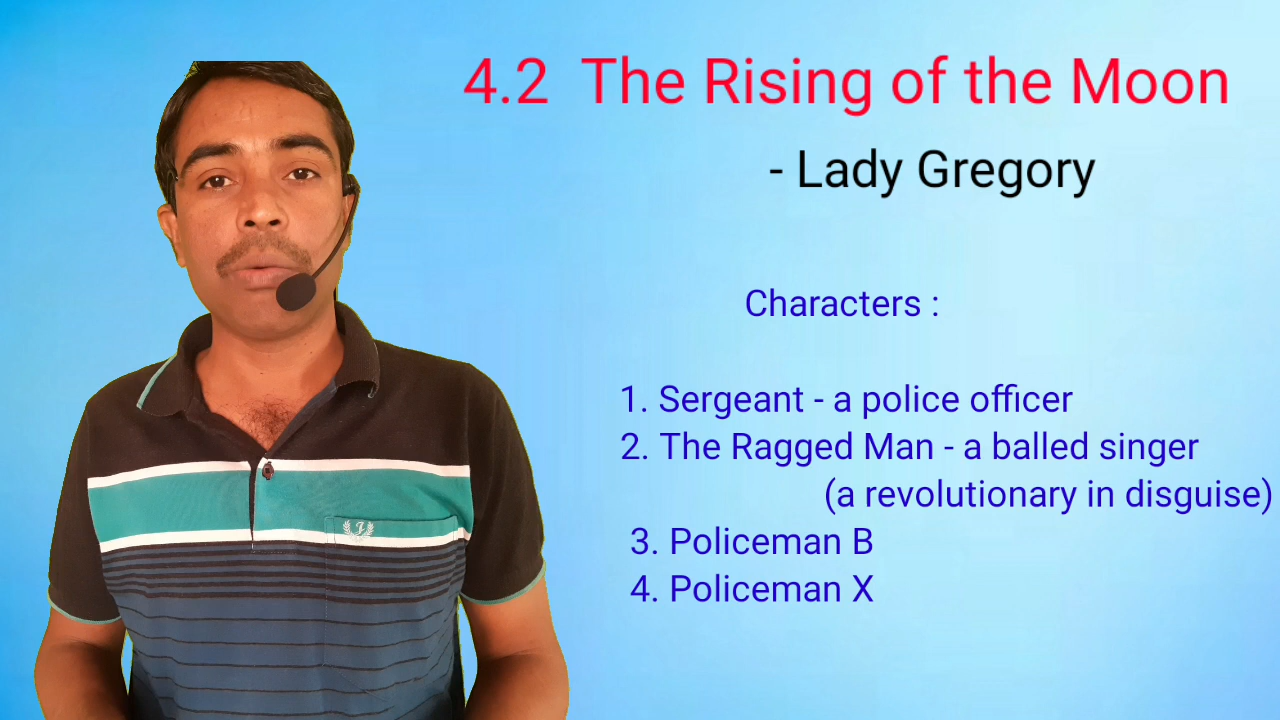 4.2 The Rising of the Moon
- Lady Gregory
Characters :
1. Sergeant - a police officer
2. The Ragged Man - a balled singer
(a revolutionary in disguise)
3. Policeman B
4. Policeman X